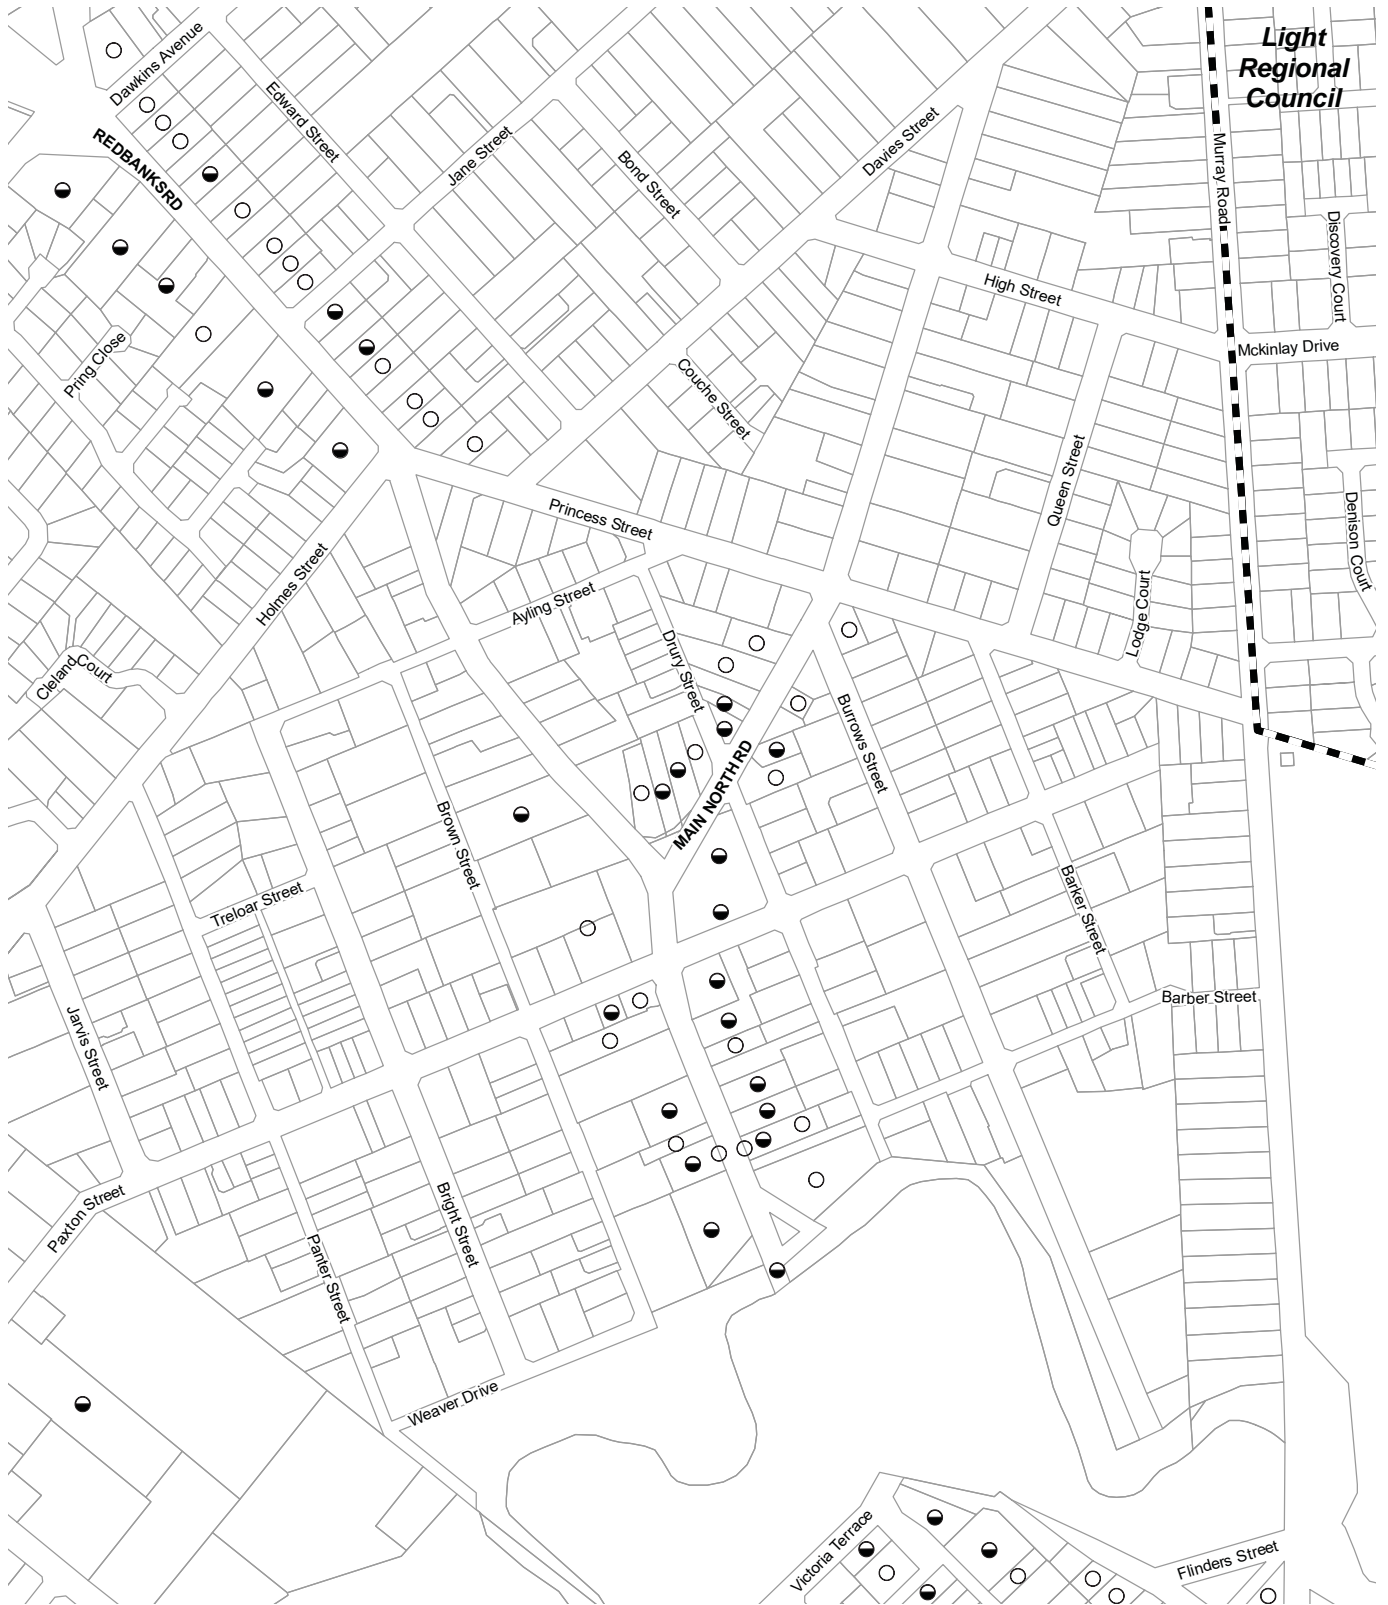 Light
Regional
Council
Dawkins Avenue
Edward Street
REDBANKS RD
Jane Street
Bond Street
Davies Street
Murray Road
Discovery Court
High Street
Mckinlay Drive
Pring Close
Couche Street
Queen Street
Denison Court
Princess Street
Holmes Street
Ayling Street
Lodge Court
Drury Street
Cleland Court
Burrows Street
MAIN NORTH RD
Brown Street
Treloar Street
Barker Street
Barber Street
Jarvis Street
Paxton Street
Bright Street
Panter Street
Weaver Drive
Victoria Terrace
Flinders Street